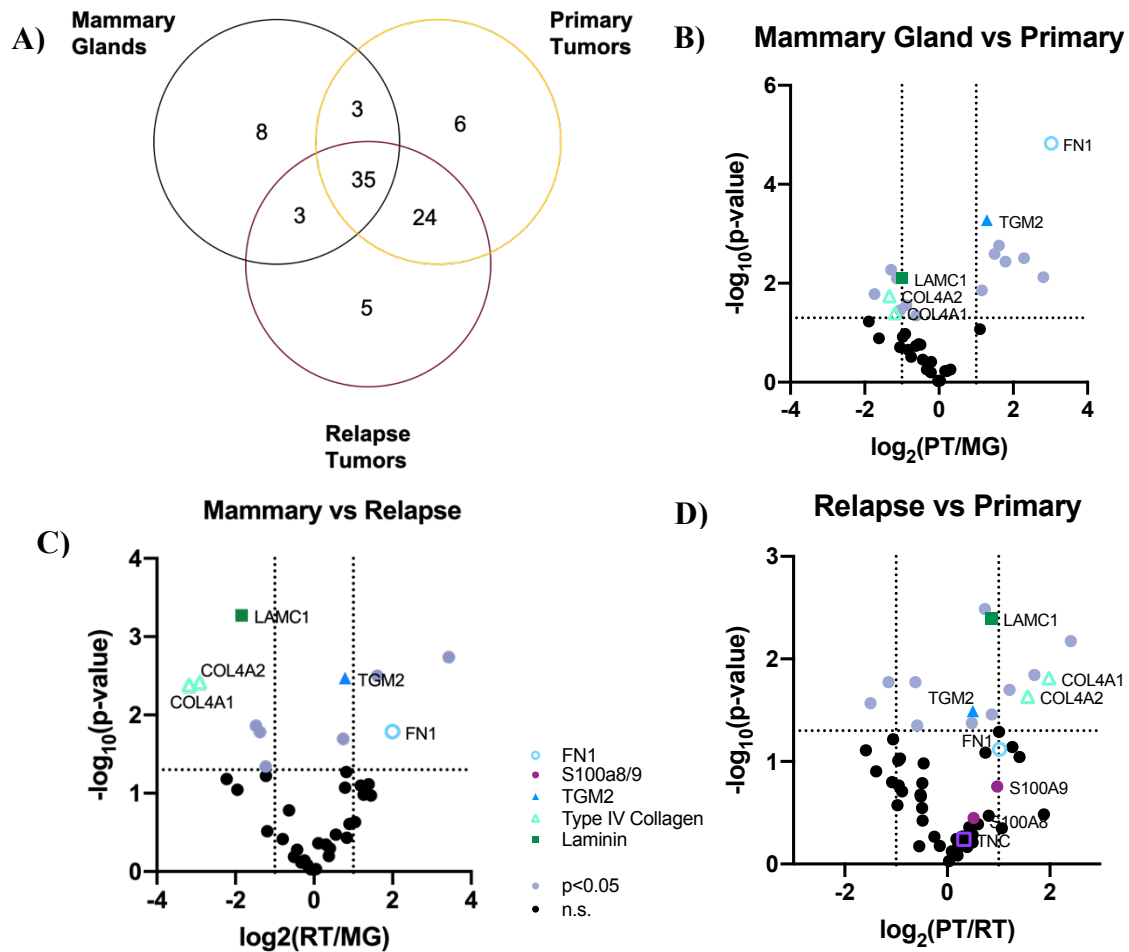 A)
Mammary
Glands
Primary
Tumors
8
3
6
35
3
24
5
Relapse
Tumors
B)
Mammary Gland vs Primary
-log10(p-value)
6
4
2
0
FN1
TGM2
LAMC1
COL4A2
COL4A1
-4
-2
0
2
4
log2(PT/MG)
C)
Mammary vs Relapse
-log10(p-value)
4
3
2
1
0
LAMC1
COL4A2
COL4A1
TGM2
FN1
-4
-2
0
2
4
log2(RT/MG)
FN1
S100a8/9
TGM2
Type IV Collagen
Laminin
p<0.05
n.s.
D)
Relapse vs Primary
-log10(p-value)
3
2
1
0
LAMC1
COL4A1
COL4A2
TGM2
FN1
S100A9
S100A8
TNC
-2
0
2
log2(PT/RT)